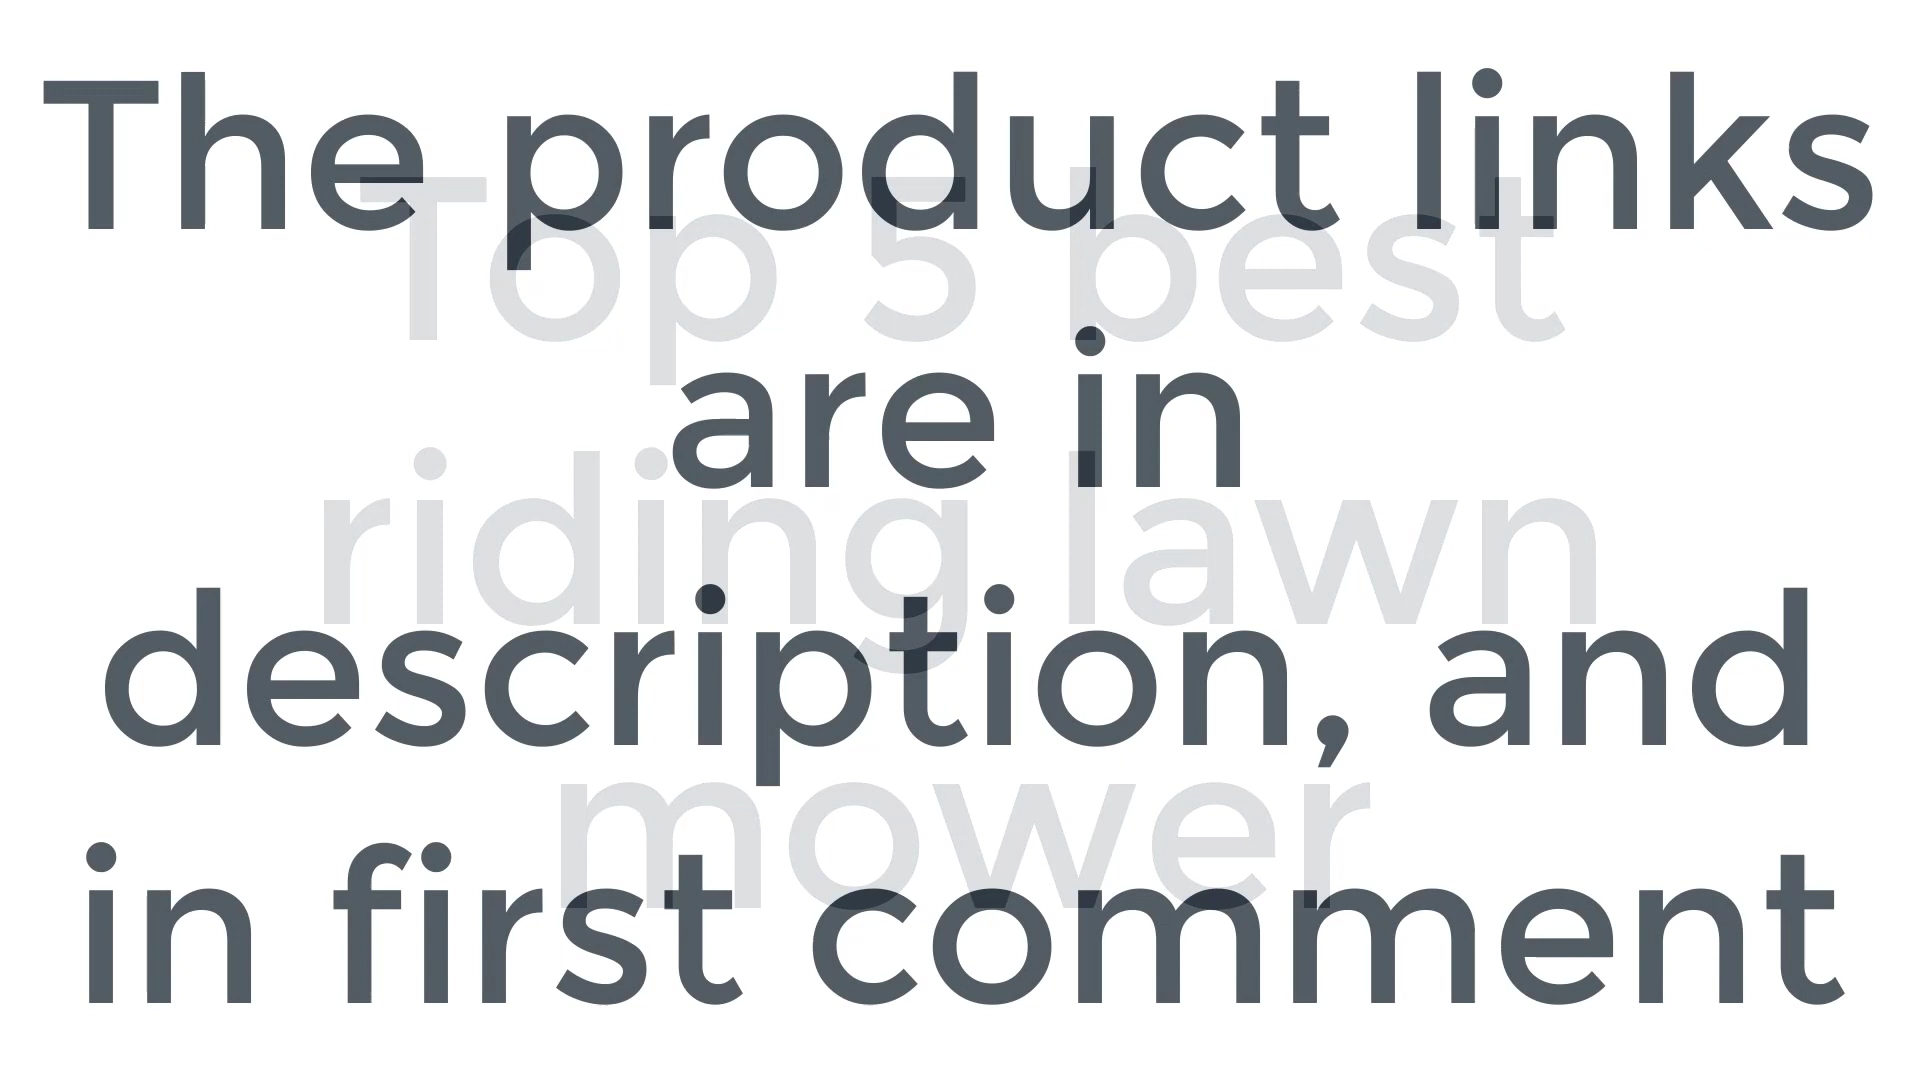 The product links
are in
description, and
in first comment
Top 5 best
riding lawn
mower